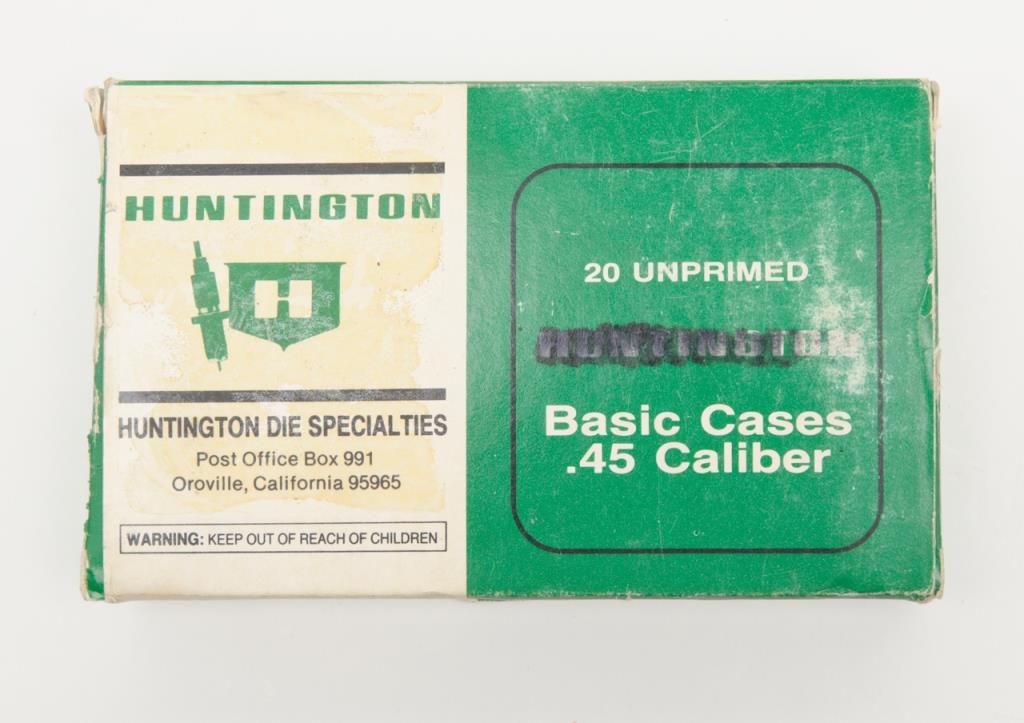 HUNTINGTON
H
HUNTINGTON DIE SPECIALTIES
Post Office Box 991
Oroville, California 95965
WARNING: KEEP OUT OF REACH OF CHILDREN
20 UNPRIMED
HUNTINGTON
Basic Cases
.45 Caliber